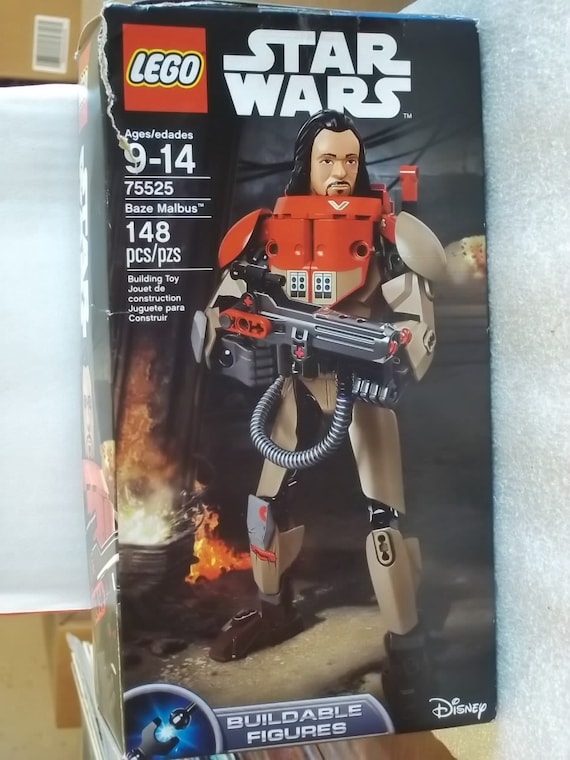 LEGO
STAR
WARS™
Ages/edades
9-14
75525
Baze Malbus™
148
pcs/pzs
Building Toy
Jouet de
construction
Juguete para
Construir
BUILDABLE
FIGURES
Disney